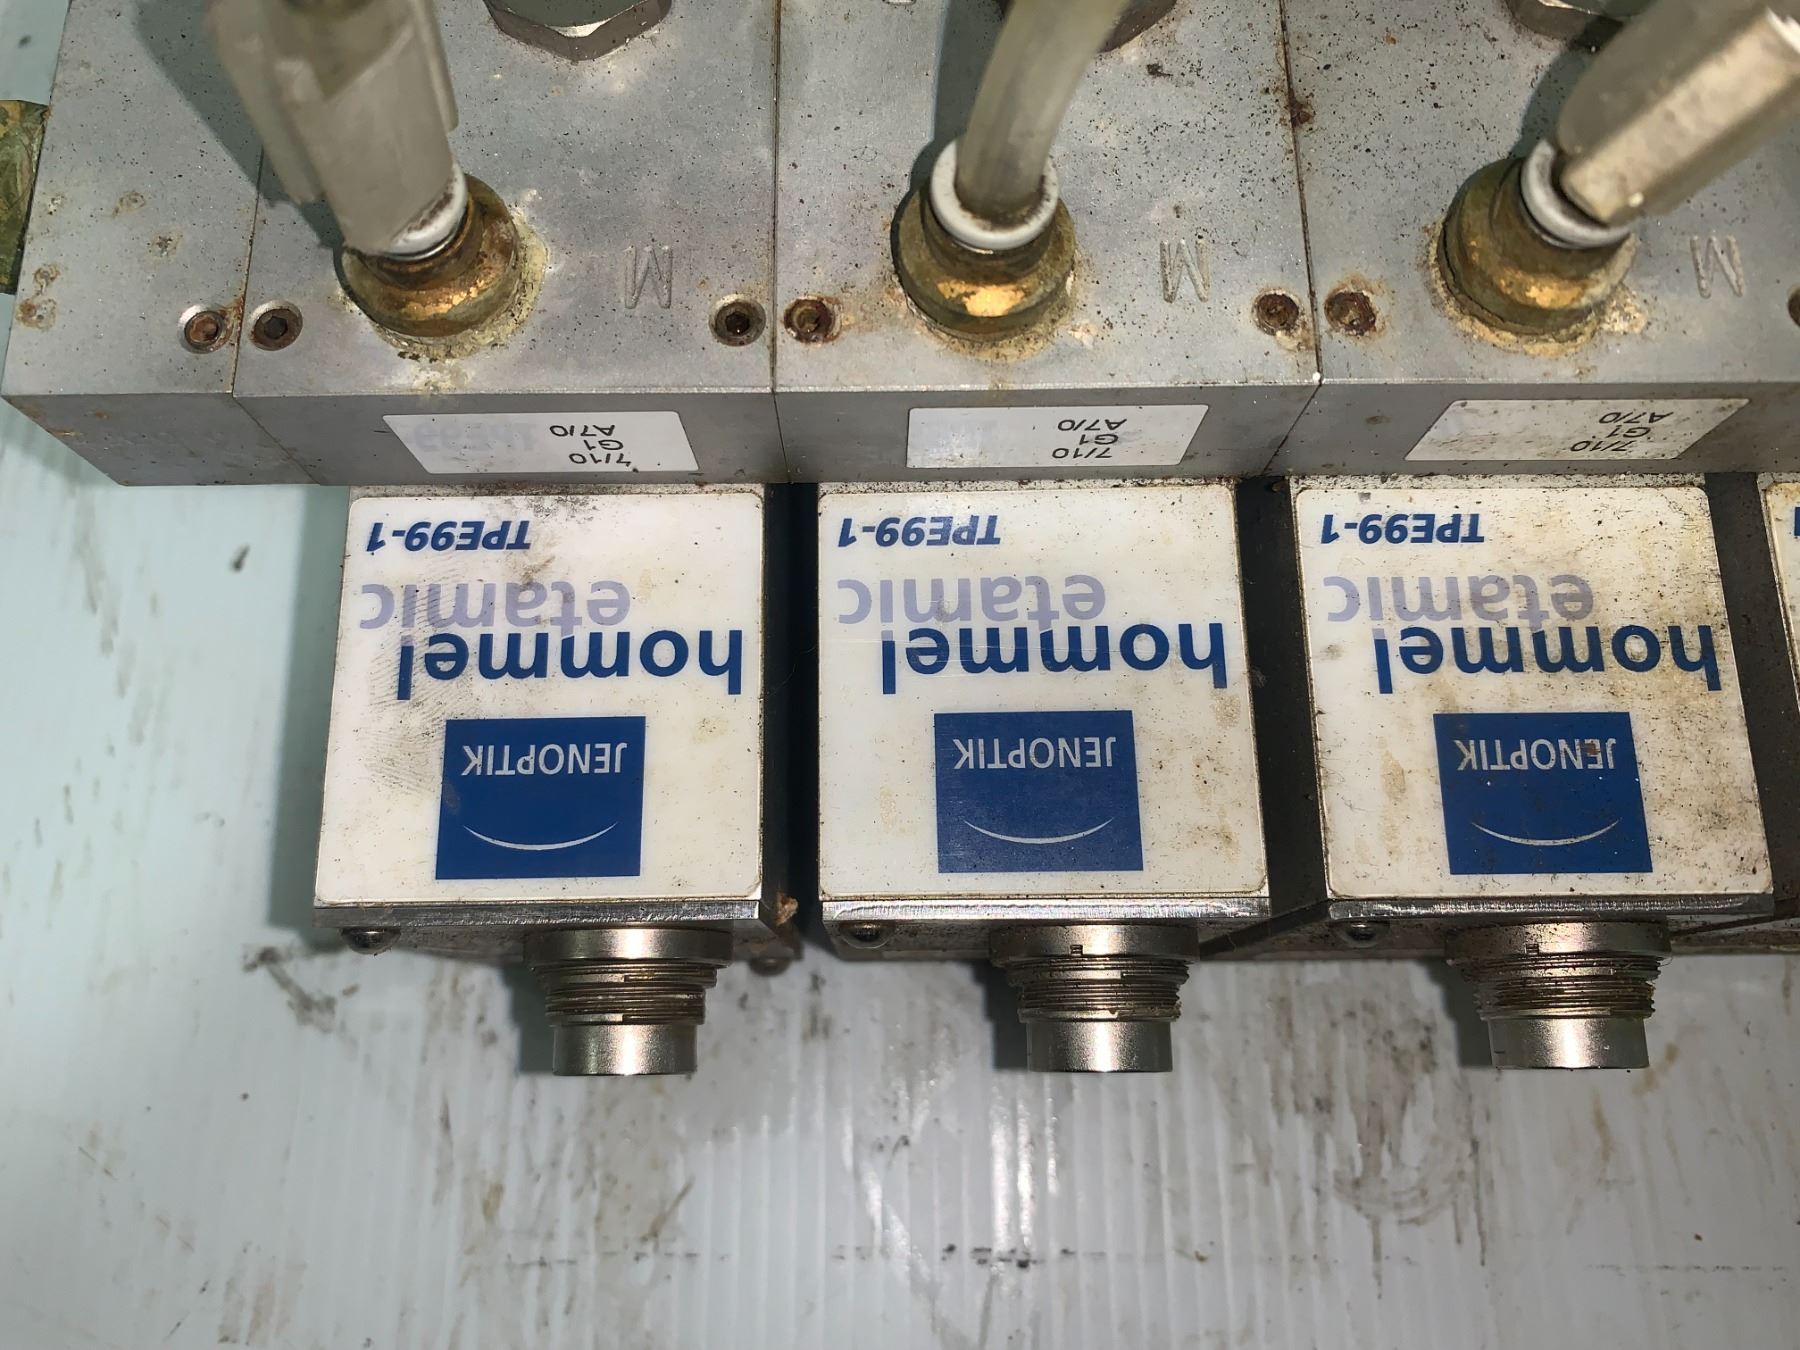 JENOPTIK
hommel
etamic
TPE99-1
7/10
G1
A7/0
M
JENOPTIK
hommel
etamic
TPE99-1
7/10
G1
A7/0
M
JENOPTIK
hommel
etamic
TPE99-1
7/10
G1
A7/0
M